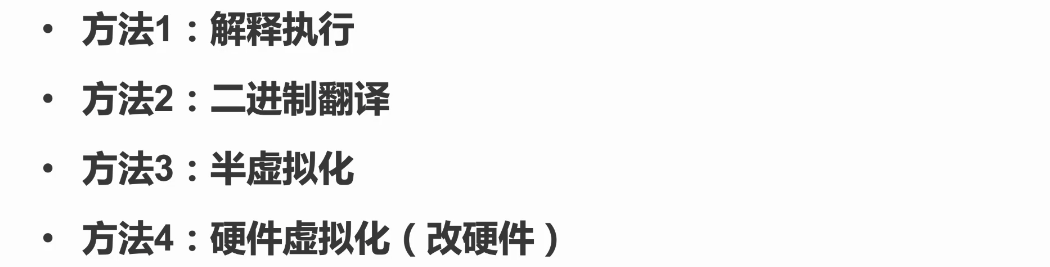 • 方法1：解释执行
• 方法2：二进制翻译
• 方法3：半虚拟化
• 方法4：硬件虚拟化（改硬件）